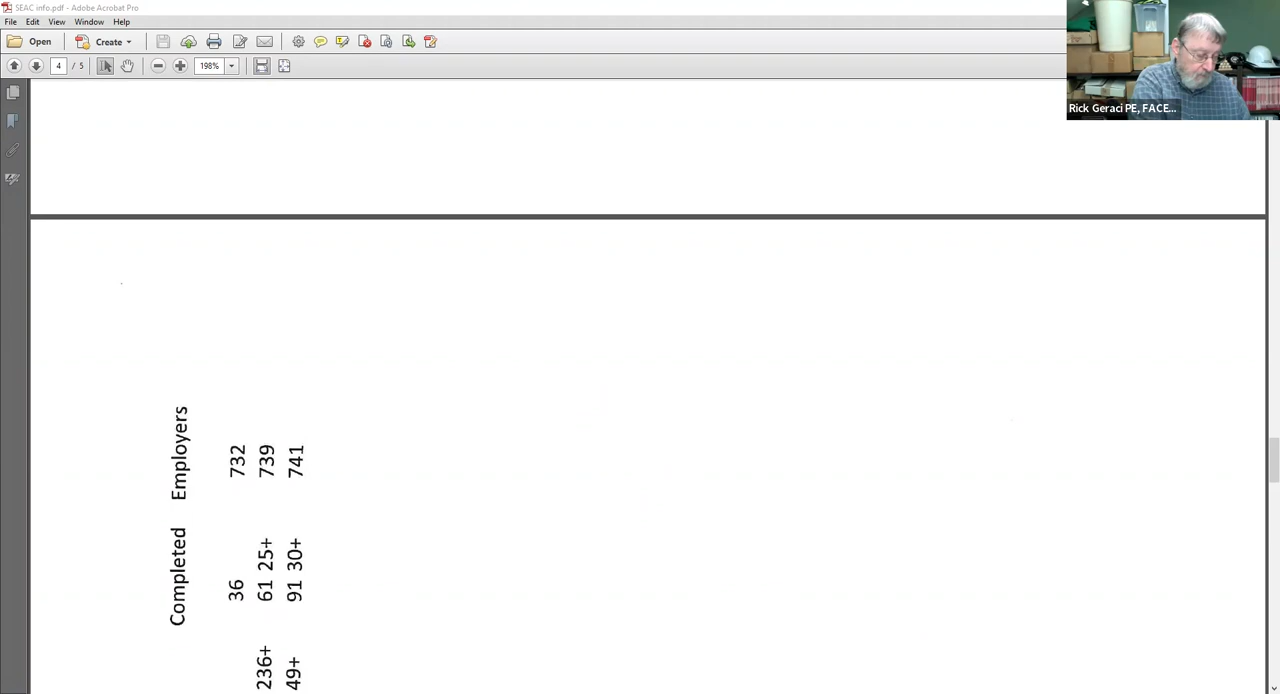 SEAC info.pdf - Adobe Acrobat Pro
File Edit View Window Help
Open Create
4 / 5 198%
Rick Geraci PE, FACE...
Completed Employers
36 732
236+ 61 25+ 739
49+ 91 30+ 741